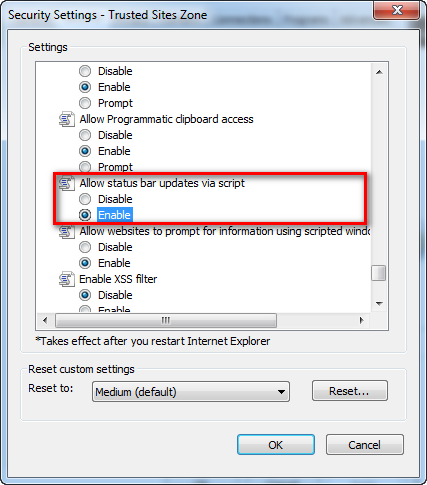 Security Settings - Trusted Sites Zone
Settings
Disable
Enable
Prompt
Allow Programmatic clipboard access
Disable
Enable
Prompt
Allow status bar updates via script
Disable
Enable
Allow websites to prompt for information using scripted windo
Disable
Enable
Enable XSS filter
Disable
Enable
*Takes effect after you restart Internet Explorer
Reset custom settings
Reset to:
Medium (default)
Reset...
OK
Cancel